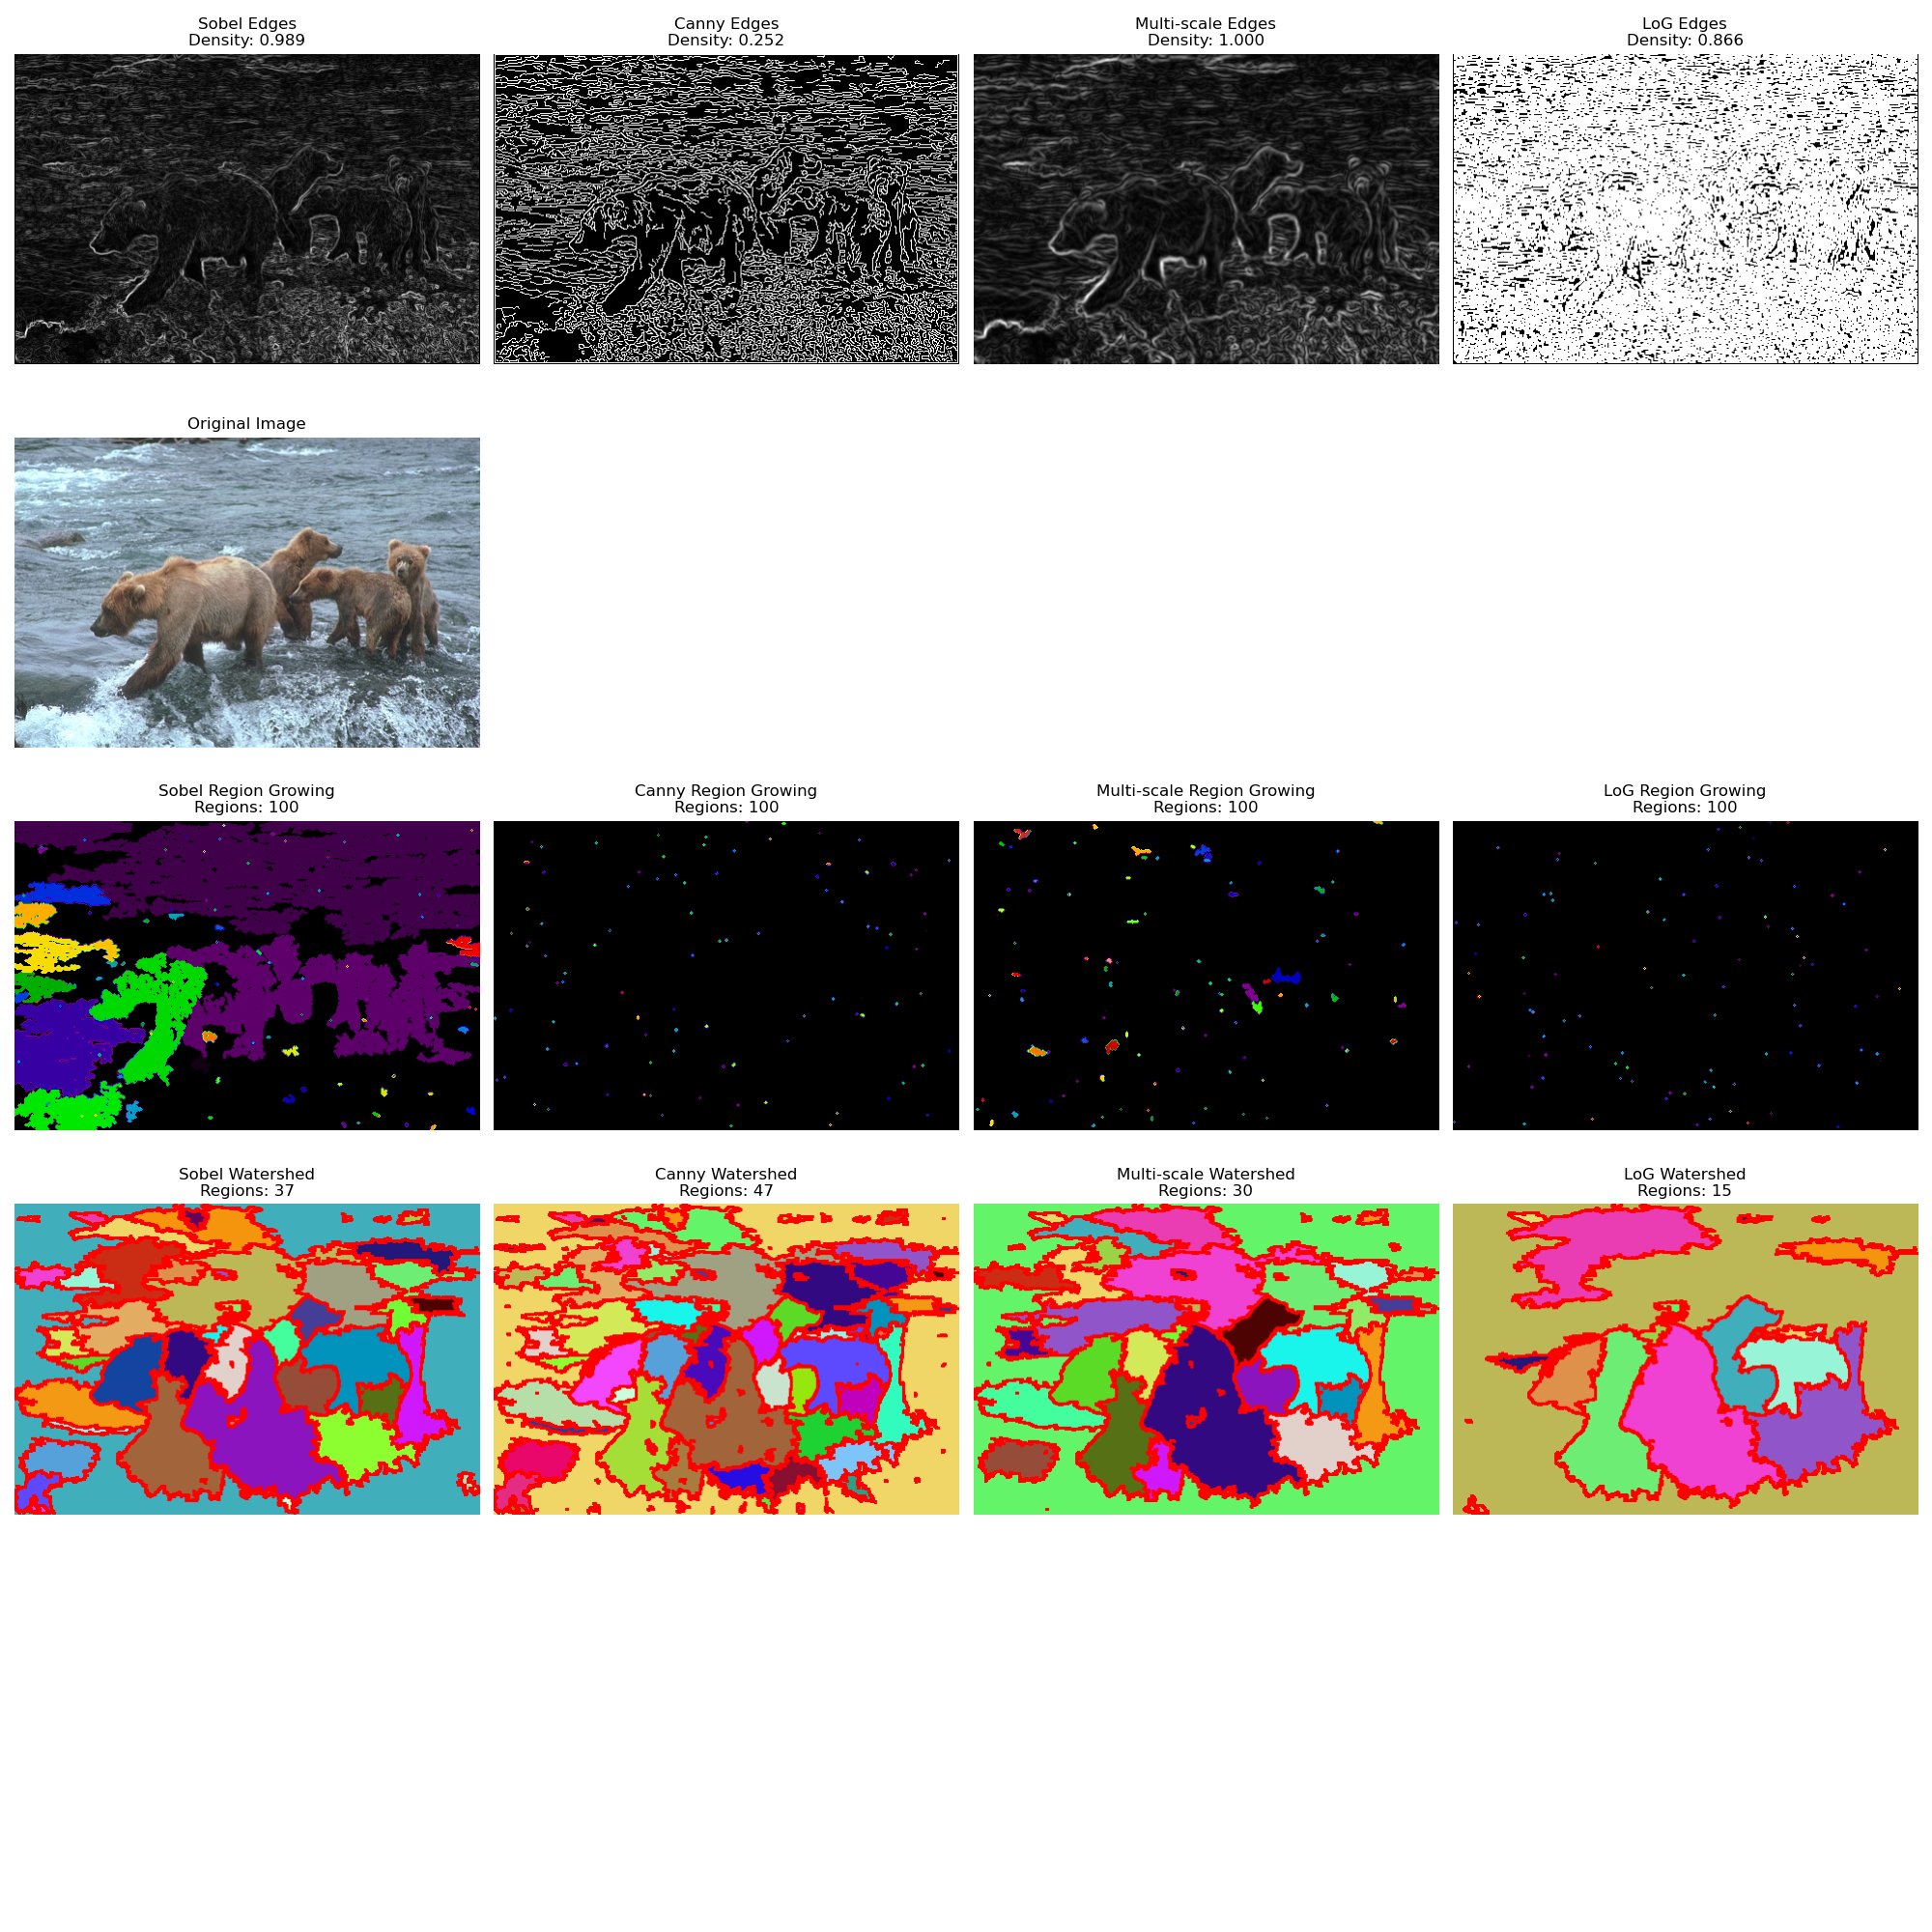 Sobel Edges
Density: 0.989
Canny Edges
Density: 0.252
Multi-scale Edges
Density: 1.000
LoG Edges
Density: 0.866
Original Image
Sobel Region Growing
Regions: 100
Canny Region Growing
Regions: 100
Multi-scale Region Growing
Regions: 100
LoG Region Growing
Regions: 100
Sobel Watershed
Regions: 37
Canny Watershed
Regions: 47
Multi-scale Watershed
Regions: 30
LoG Watershed
Regions: 15